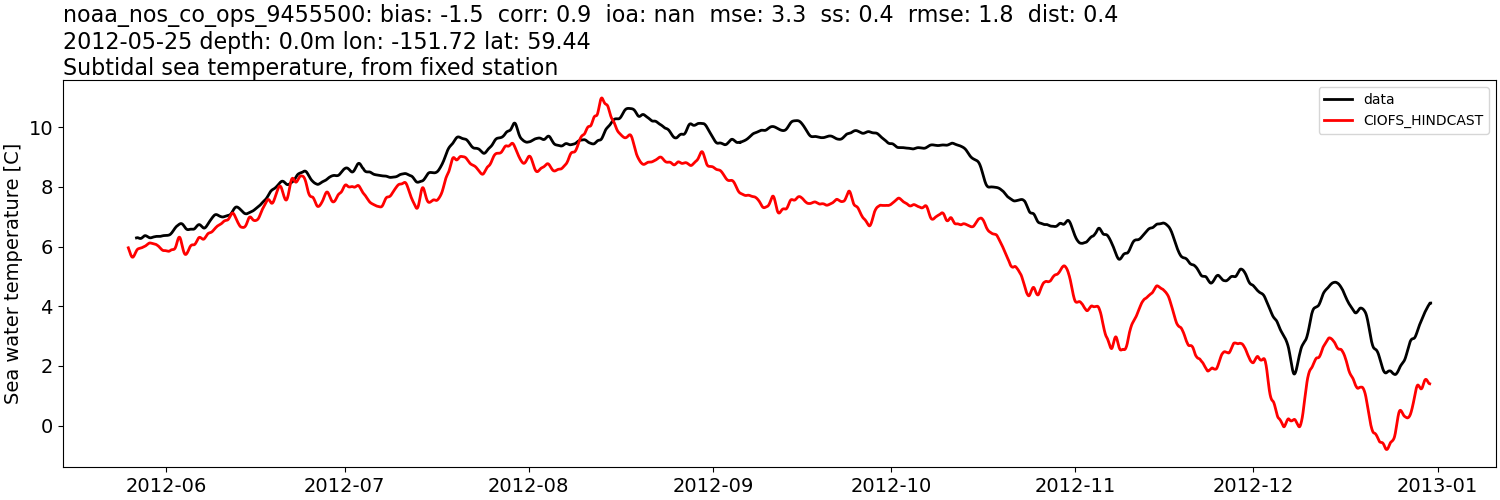 noaa_nos_co_ops_9455500: bias: -1.5  corr: 0.9  ioa: nan  mse: 3.3  ss: 0.4  rmse: 1.8  dist: 0.4
2012-05-25 depth: 0.0m lon: -151.72 lat: 59.44
Subtidal sea temperature, from fixed station
data
CIOFS_HINDCAST
Sea water temperature [C]
10
8
6
4
2
0
2012-06
2012-07
2012-08
2012-09
2012-10
2012-11
2012-12
2013-01